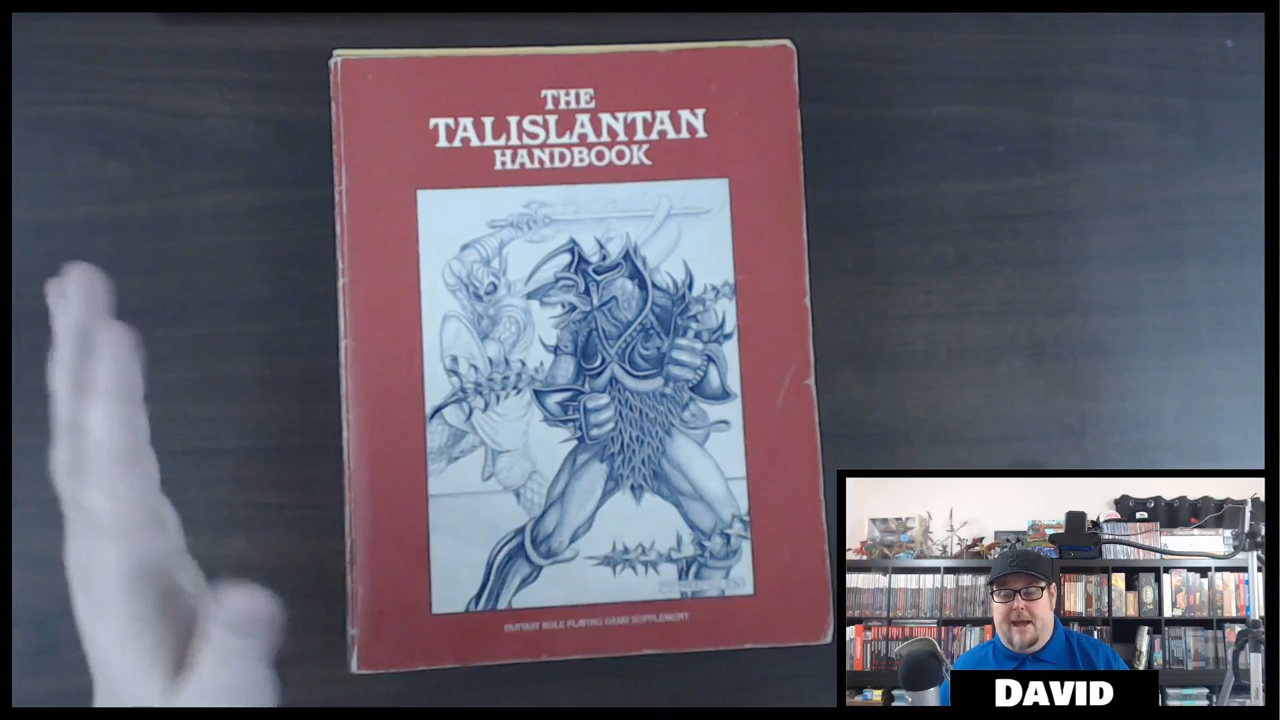 THE
TALISLANTAN
HANDBOOK
FANTASY ROLE PLAYING GAME SUPPLEMENT
DAVID